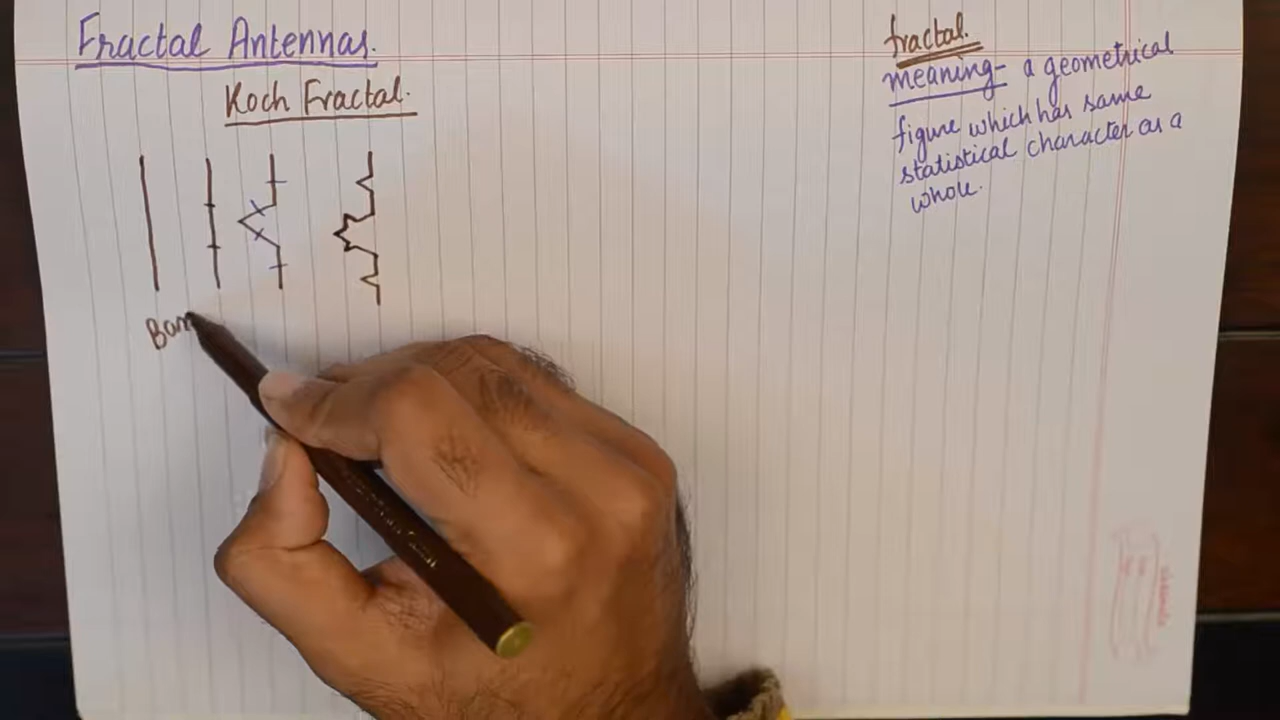 Fractal Antennas.
Koch Fractal.
fractal.
meaning- a geometrical
figure which has same
statistical character as a
whole.